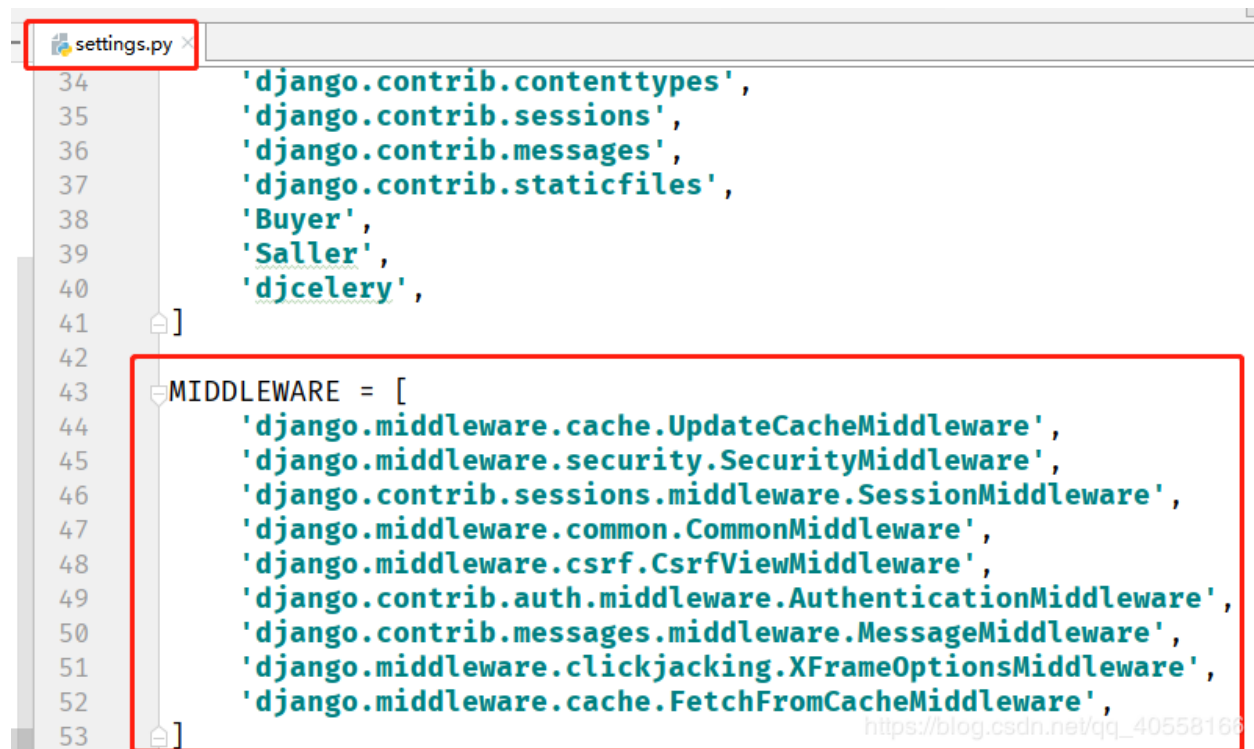 settings.py
34 'django.contrib.contenttypes',
35 'django.contrib.sessions',
36 'django.contrib.messages',
37 'django.contrib.staticfiles',
38 'Buyer',
39 'Saller',
40 'djcelery',
41 ]
42
43 MIDDLEWARE = [
44 'django.middleware.cache.UpdateCacheMiddleware',
45 'django.middleware.security.SecurityMiddleware',
46 'django.contrib.sessions.middleware.SessionMiddleware',
47 'django.middleware.common.CommonMiddleware',
48 'django.middleware.csrf.CsrfViewMiddleware',
49 'django.contrib.auth.middleware.AuthenticationMiddleware',
50 'django.contrib.messages.middleware.MessageMiddleware',
51 'django.middleware.clickjacking.XFrameOptionsMiddleware',
52 'django.middleware.cache.FetchFromCacheMiddleware',
53 ]
https://blog.csdn.net/qq_40558166